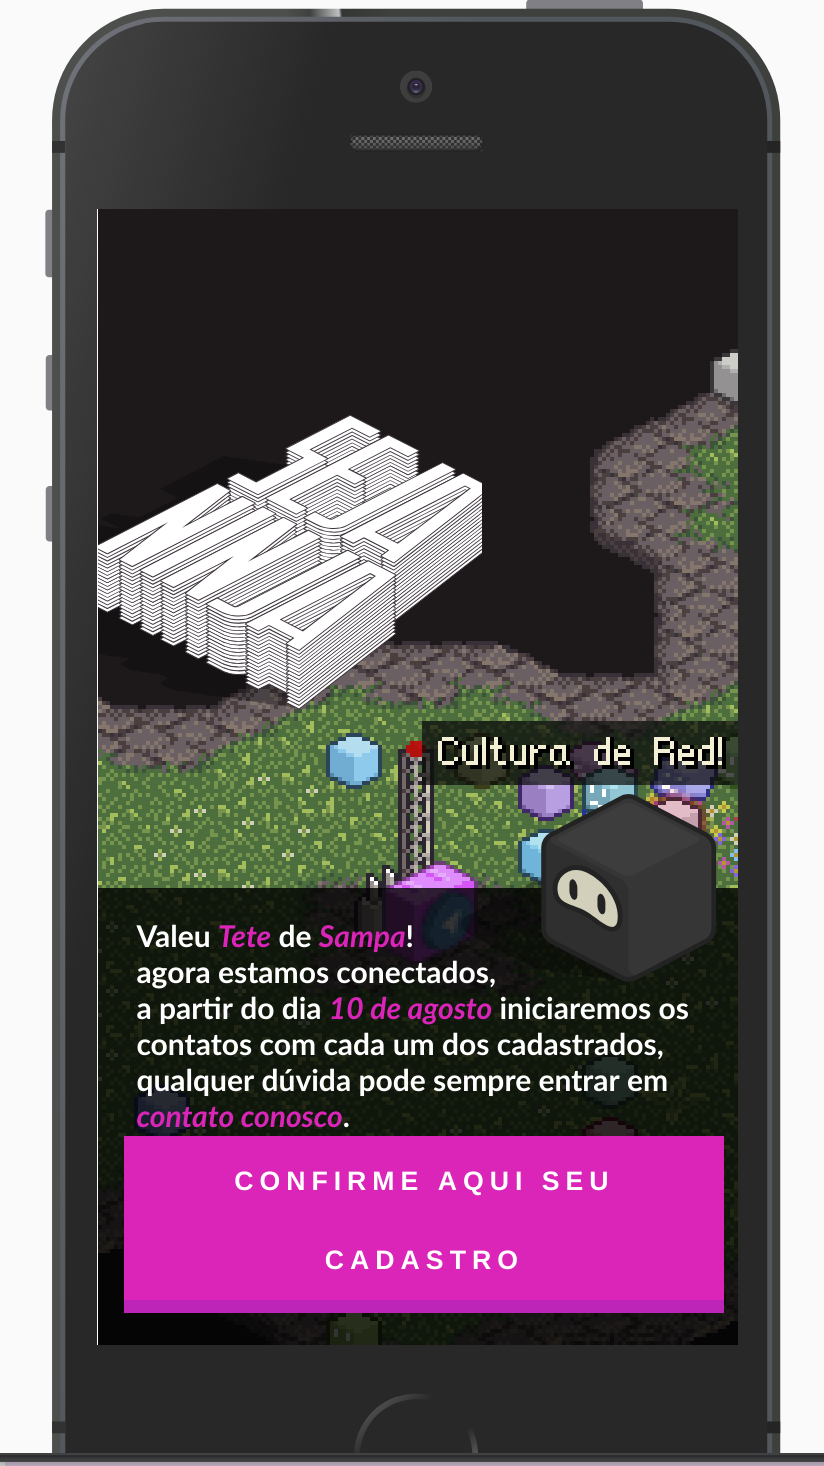 Cultura de Red!
Valeu Tete de Sampa!
agora estamos conectados,
a partir do dia 10 de agosto iniciaremos os
contatos com cada um dos cadastrados,
qualquer dúvida pode sempre entrar em
contato conosco.
CONFIRME AQUI SEU
CADASTRO